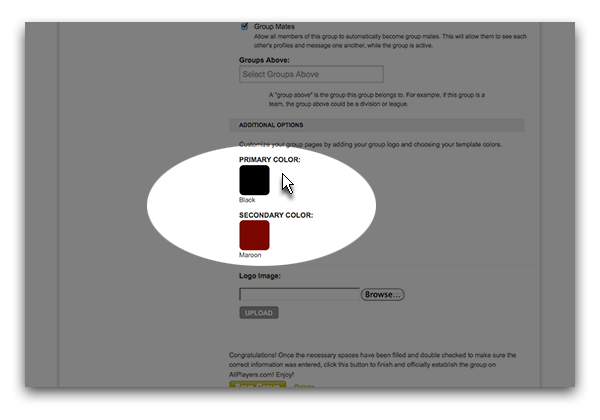 Group Mates
Allow all members of this group to automatically become group mates. This will allow them to see each
other's profiles and message one another, while the group is active.
Groups Above:
Select Groups Above
A "group above" is the group this group belongs to. For example, if this group is a
team, the group above could be a division or league.
ADDITIONAL OPTIONS
Customize your group pages by adding your group logo and choosing your template colors.
PRIMARY COLOR:
Black
SECONDARY COLOR:
Maroon
Logo Image:
Browse...
UPLOAD
Congratulations! Once the necessary spaces have been filled and double checked to make sure the
correct information was entered, click this button to finish and officially establish the group on
AllPlayers.com! Enjoy!
Save Group Delete